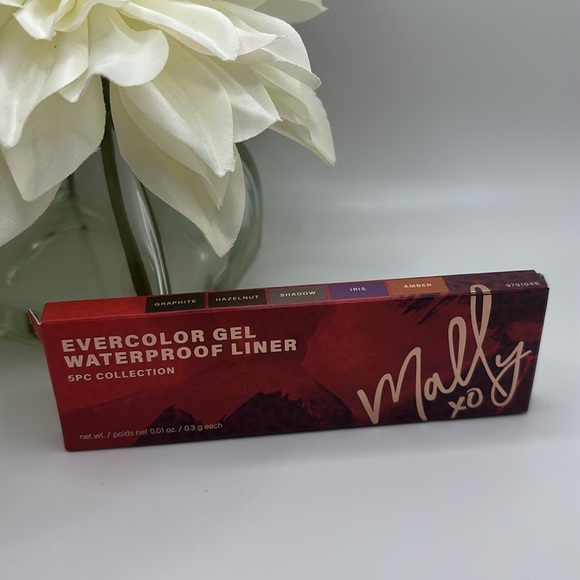 GRAPHITE HAZELNUT SHADOW IRIS AMBER
9791049
EVERCOLOR GEL
WATERPROOF LINER
5PC COLLECTION
Mally
xo
net wt. / poids net 0.01 oz. / 0.3 g each